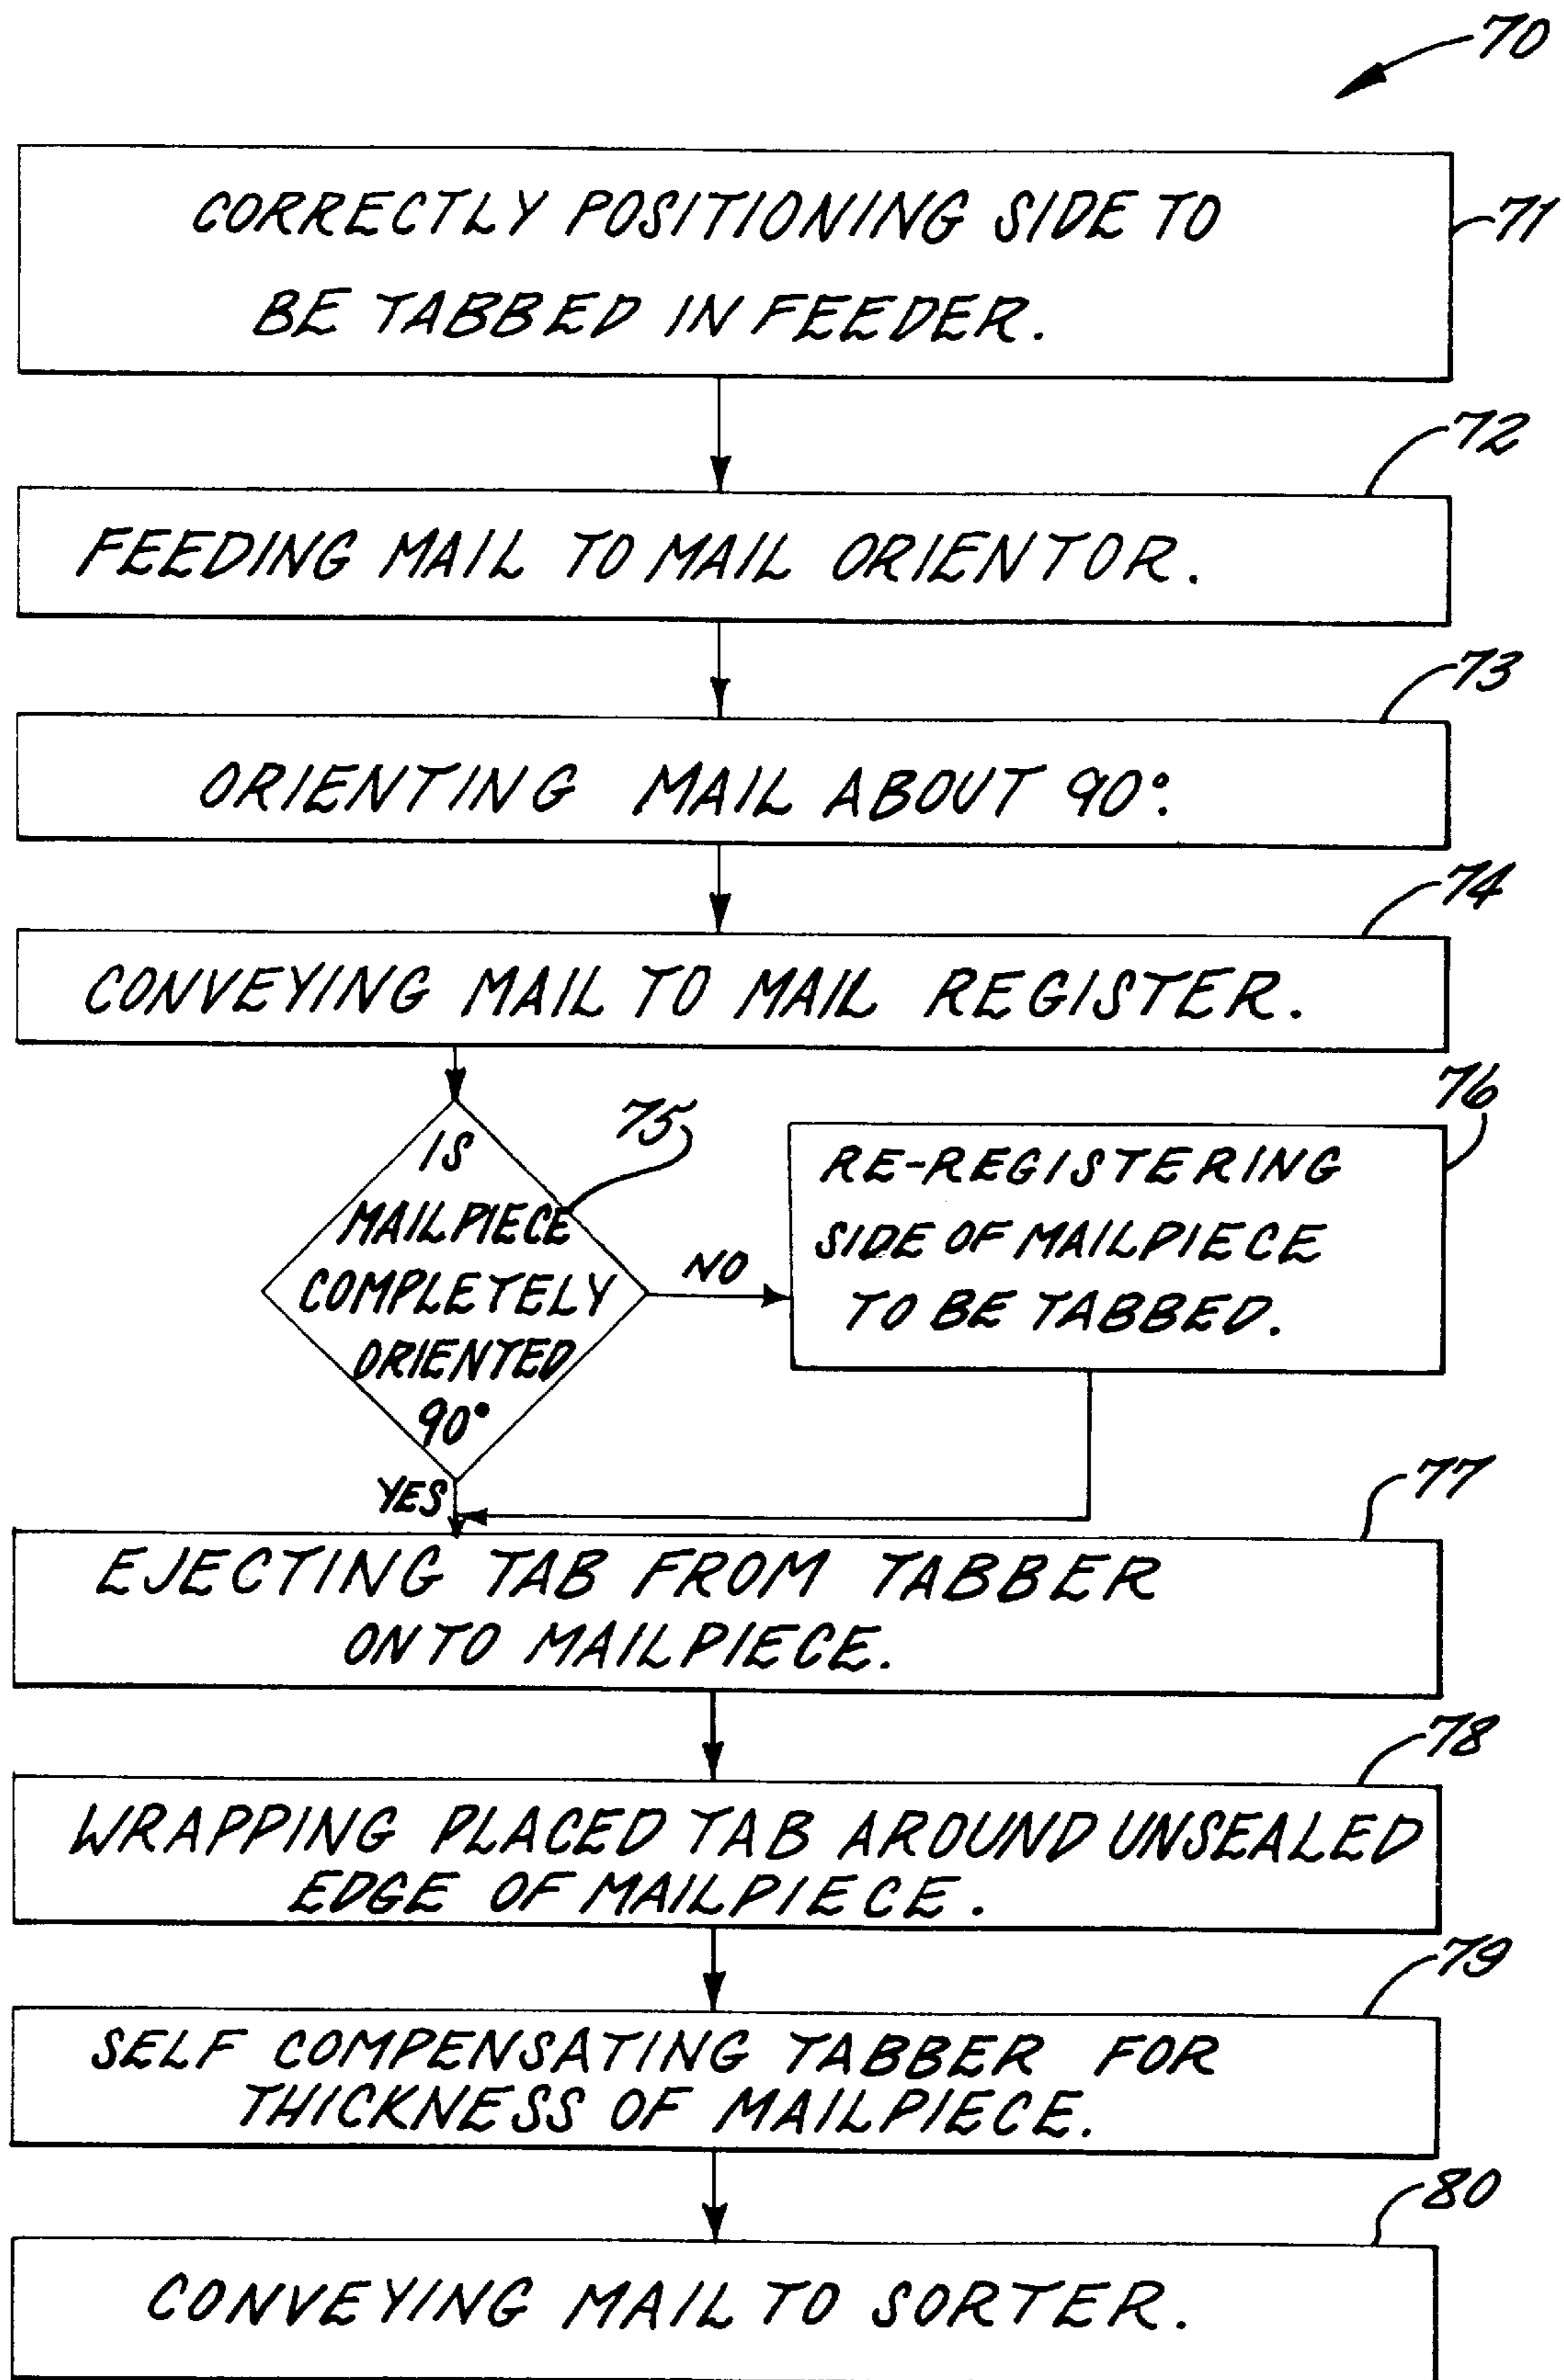 70
CORRECTLY POSITIONING SIDE TO
BE TABBED IN FEEDER.
71
72
FEEDING MAIL TO MAIL ORIENTOR.
73
ORIENTING MAIL ABOUT 90°.
74
CONVEYING MAIL TO MAIL REGISTER.
75
IS
MAILPIECE
COMPLETELY
ORIENTED
90°
NO
76
RE-REGISTERING
SIDE OF MAILPIECE
TO BE TABBED.
YES
77
EJECTING TAB FROM TABBER
ONTO MAILPIECE.
78
WRAPPING PLACED TAB AROUND UNSEALED
EDGE OF MAILPIECE.
79
SELF COMPENSATING TABBER FOR
THICKNESS OF MAILPIECE.
80
CONVEYING MAIL TO SORTER.